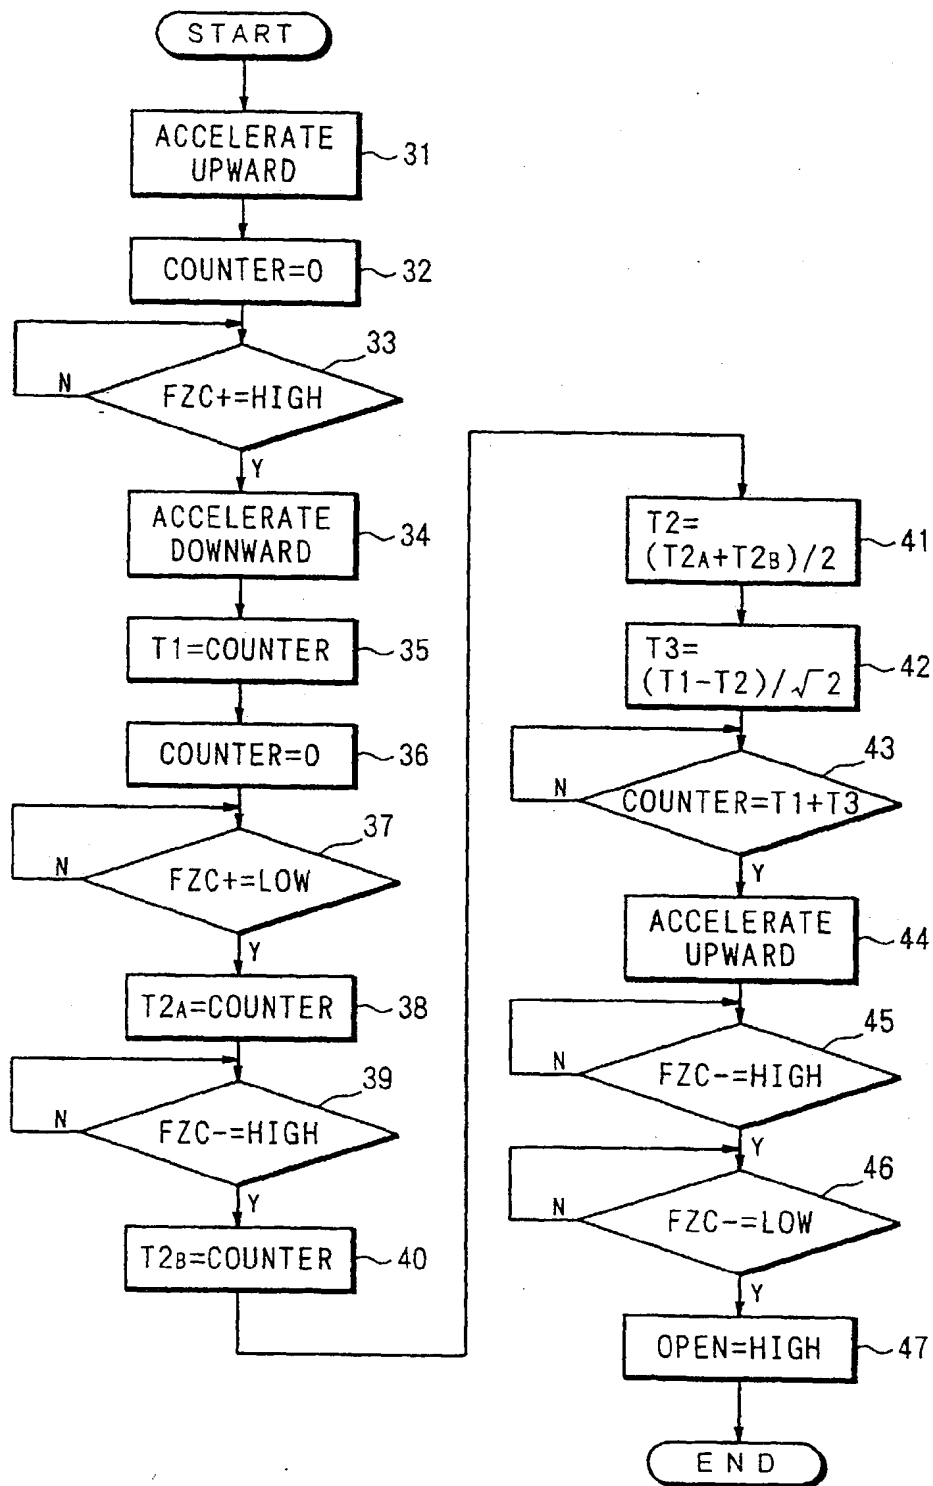 START
ACCELERATE
UPWARD
31
COUNTER=0
32
33
FZC+=HIGH
N
Y
ACCELERATE
DOWNWARD
34
T1=COUNTER
35
COUNTER=0
36
37
FZC+=LOW
N
Y
T2A=COUNTER
38
39
FZC-=HIGH
N
Y
T2B=COUNTER
40
T2=
(T2A+T2B)/2
41
T3=
(T1-T2)/√2
42
43
COUNTER=T1+T3
N
Y
ACCELERATE
UPWARD
44
45
FZC-=HIGH
N
Y
46
FZC-=LOW
N
Y
OPEN=HIGH
47
END